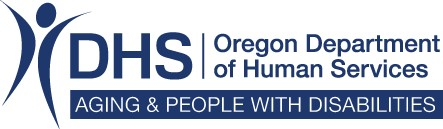 DHS
Oregon Department
of Human Services
AGING & PEOPLE WITH DISABILITIES